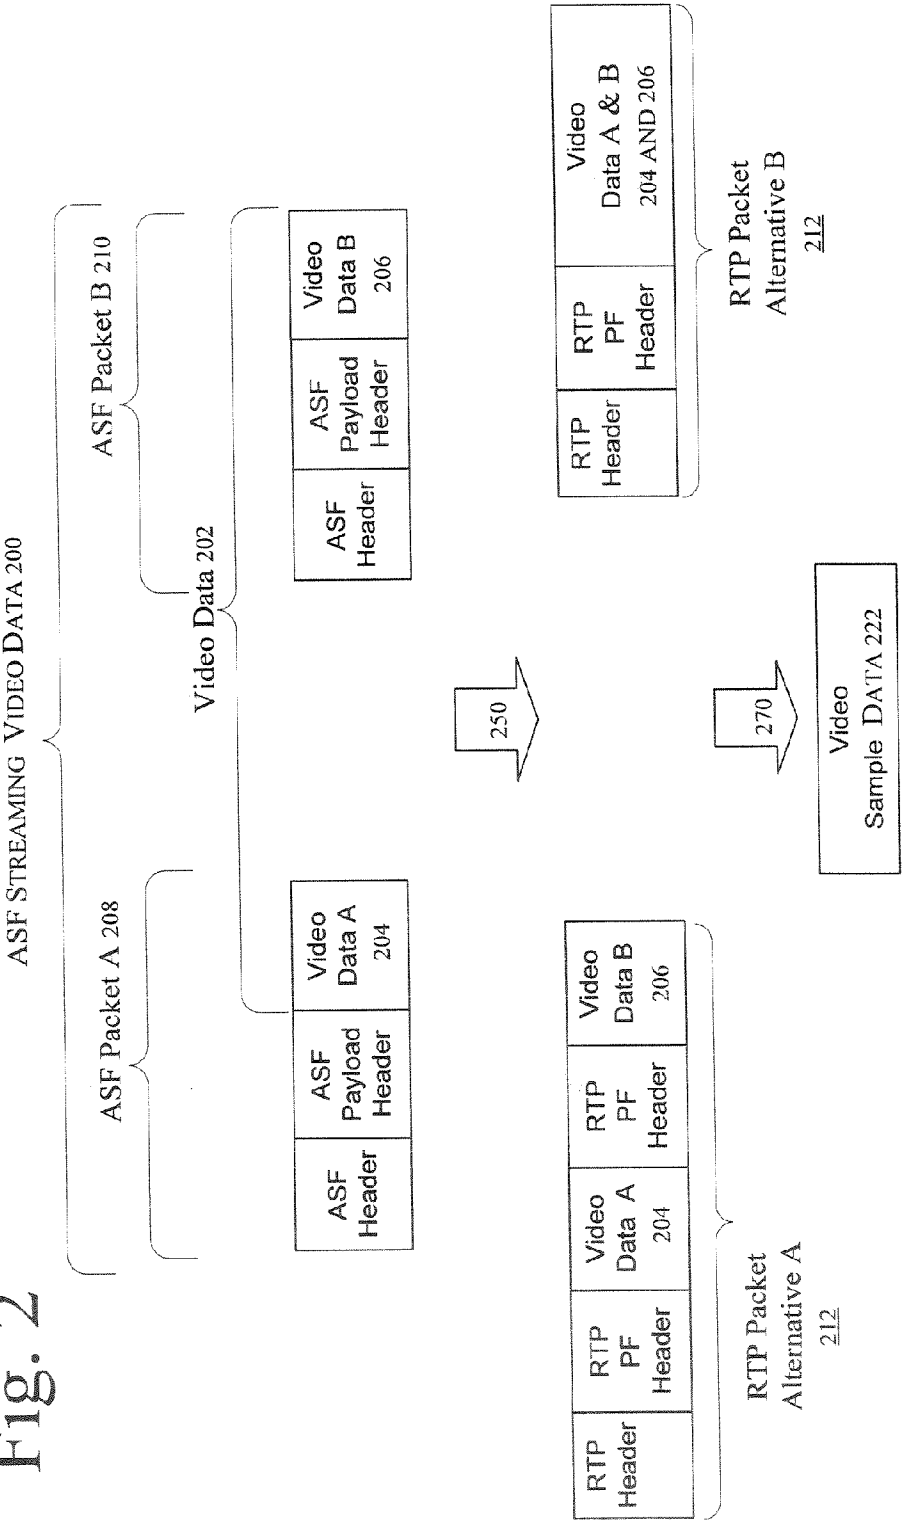 Fig. 2
ASF STREAMING VIDEO DATA 200
ASF Packet A 208
ASF Packet B 210
Video Data 202
ASF
Header
ASF
Payload
Header
Video
Data A
204
ASF
Header
ASF
Payload
Header
Video
Data B
206
250
RTP
Header
RTP
PF
Header
Video
Data A
204
RTP
PF
Header
Video
Data B
206
RTP Packet
Alternative A
212
RTP
Header
RTP
PF
Header
Video
Data A & B
204 AND 206
RTP Packet
Alternative B
212
270
Video
Sample DATA 222